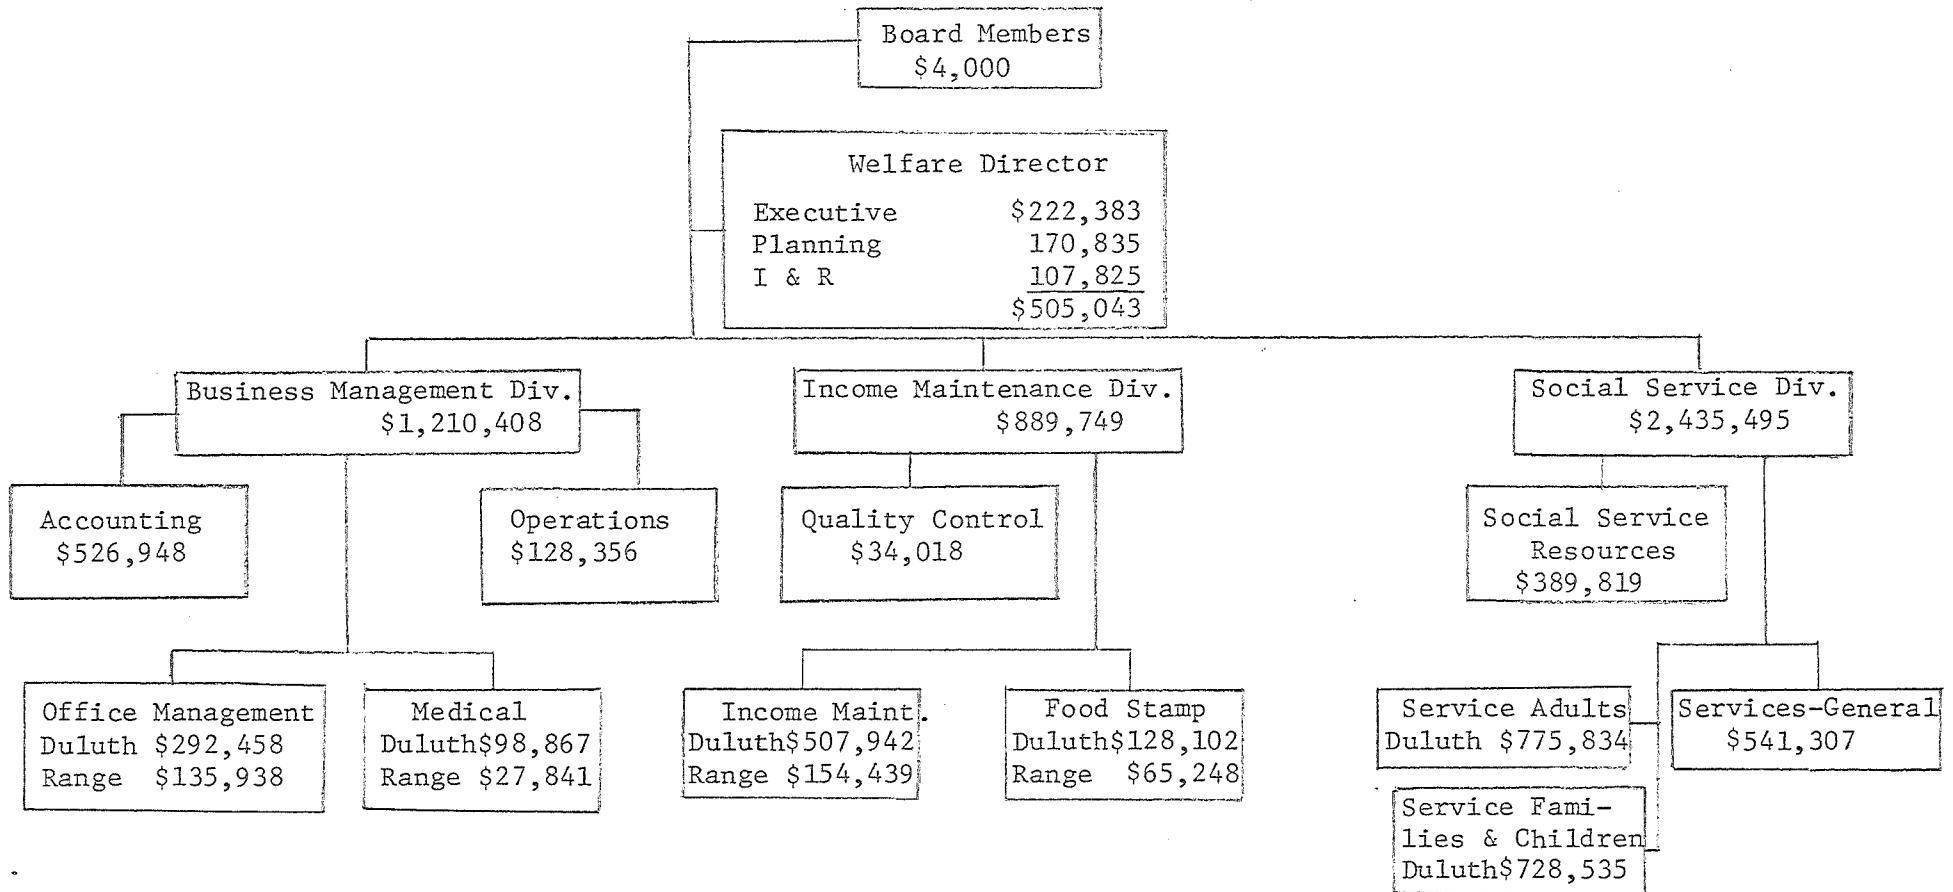 Board Members
$4,000
Welfare Director
Executive $222,383
Planning 170,835
I & R 107,825
$505,043
Business Management Div.
$1,210,408
Income Maintenance Div.
$889,749
Social Service Div.
$2,435,495
Accounting
$526,948
Operations
$128,356
Quality Control
$34,018
Social Service
Resources
$389,819
Office Management
Duluth $292,458
Range $135,938
Medical
Duluth$98,867
Range $27,841
Income Maint.
Duluth$507,942
Range $154,439
Food Stamp
Duluth$128,102
Range $65,248
Service Adults
Duluth $775,834
Services-General
$541,307
Service Fami-
lies & Children
Duluth$728,535